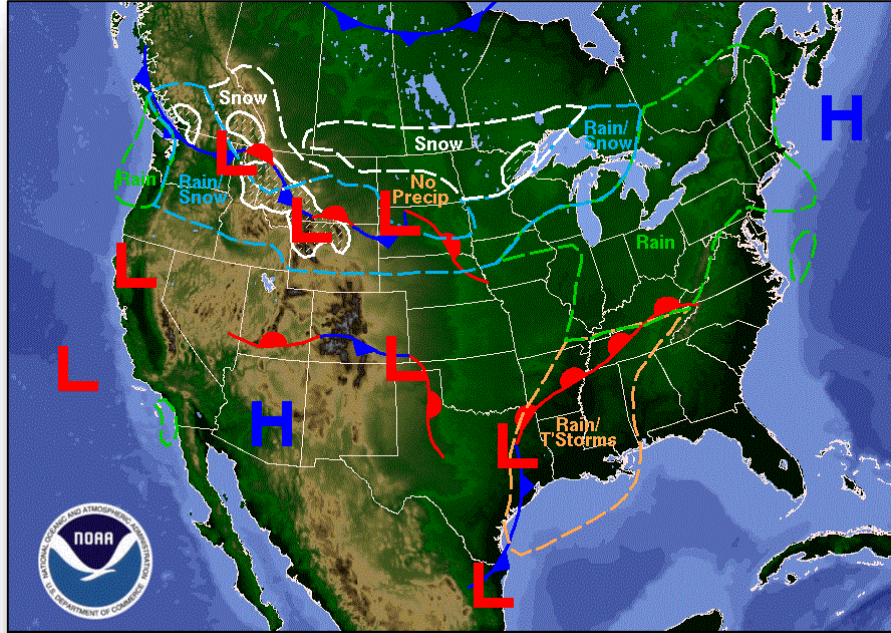 Snow
H
Rain/
Snow
Snow
L
No
Precip
Rain
Rain/
Snow
L
L
Rain
L
L
L
H
Rain/
T'Storms
L
NATIONAL OCEANIC AND ATMOSPHERIC ADMINISTRATION
NOAA
U.S. DEPARTMENT OF COMMERCE
L